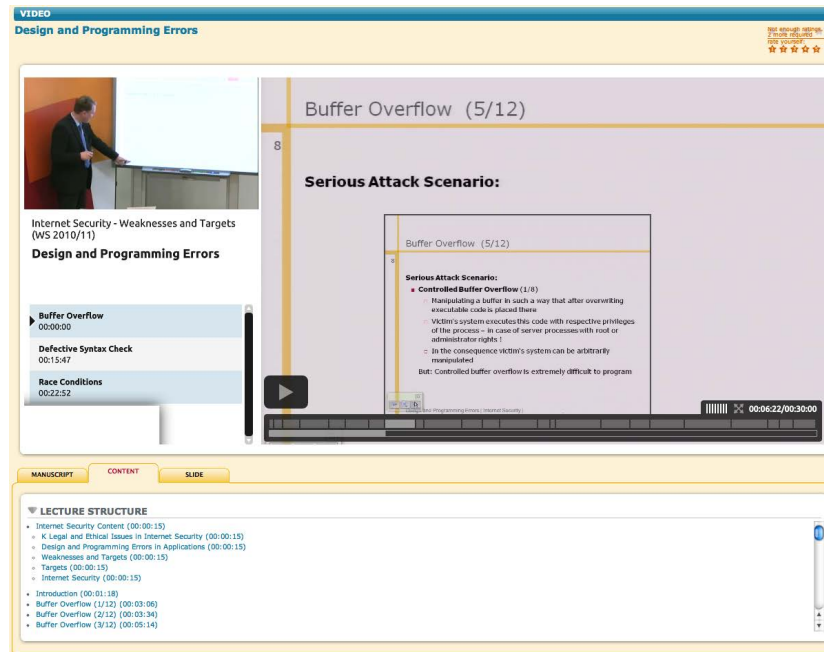 VIDEO
Design and Programming Errors
Not enough ratings,
2 more required
rate yourself:
Buffer Overflow (5/12)
8
Serious Attack Scenario:
Internet Security - Weaknesses and Targets
(WS 2010/11)
Design and Programming Errors
Buffer Overflow
00:00:00
Defective Syntax Check
00:15:47
Race Conditions
00:22:52
Buffer Overflow (5/12)
8
Serious Attack Scenario:
Controlled Buffer Overflow (1/8)
Manipulating a buffer in such a way that after overwriting
executable code is placed there
Victim's system executes this code with respective privileges
of the process – in case of server processes with root or
administrator rights !
In the consequence victim's system can be arbitrarily
manipulated
But: Controlled buffer overflow is extremely difficult to program
Design and Programming Errors | Internet Security |
00:06:22/00:30:00
MANUSCRIPT
CONTENT
SLIDE
LECTURE STRUCTURE
Internet Security Content (00:00:15)
K Legal and Ethical Issues in Internet Security (00:00:15)
Design and Programming Errors in Applications (00:00:15)
Weaknesses and Targets (00:00:15)
Targets (00:00:15)
Internet Security (00:00:15)
Introduction (00:01:18)
Buffer Overflow (1/12) (00:03:06)
Buffer Overflow (2/12) (00:03:34)
Buffer Overflow (3/12) (00:05:14)